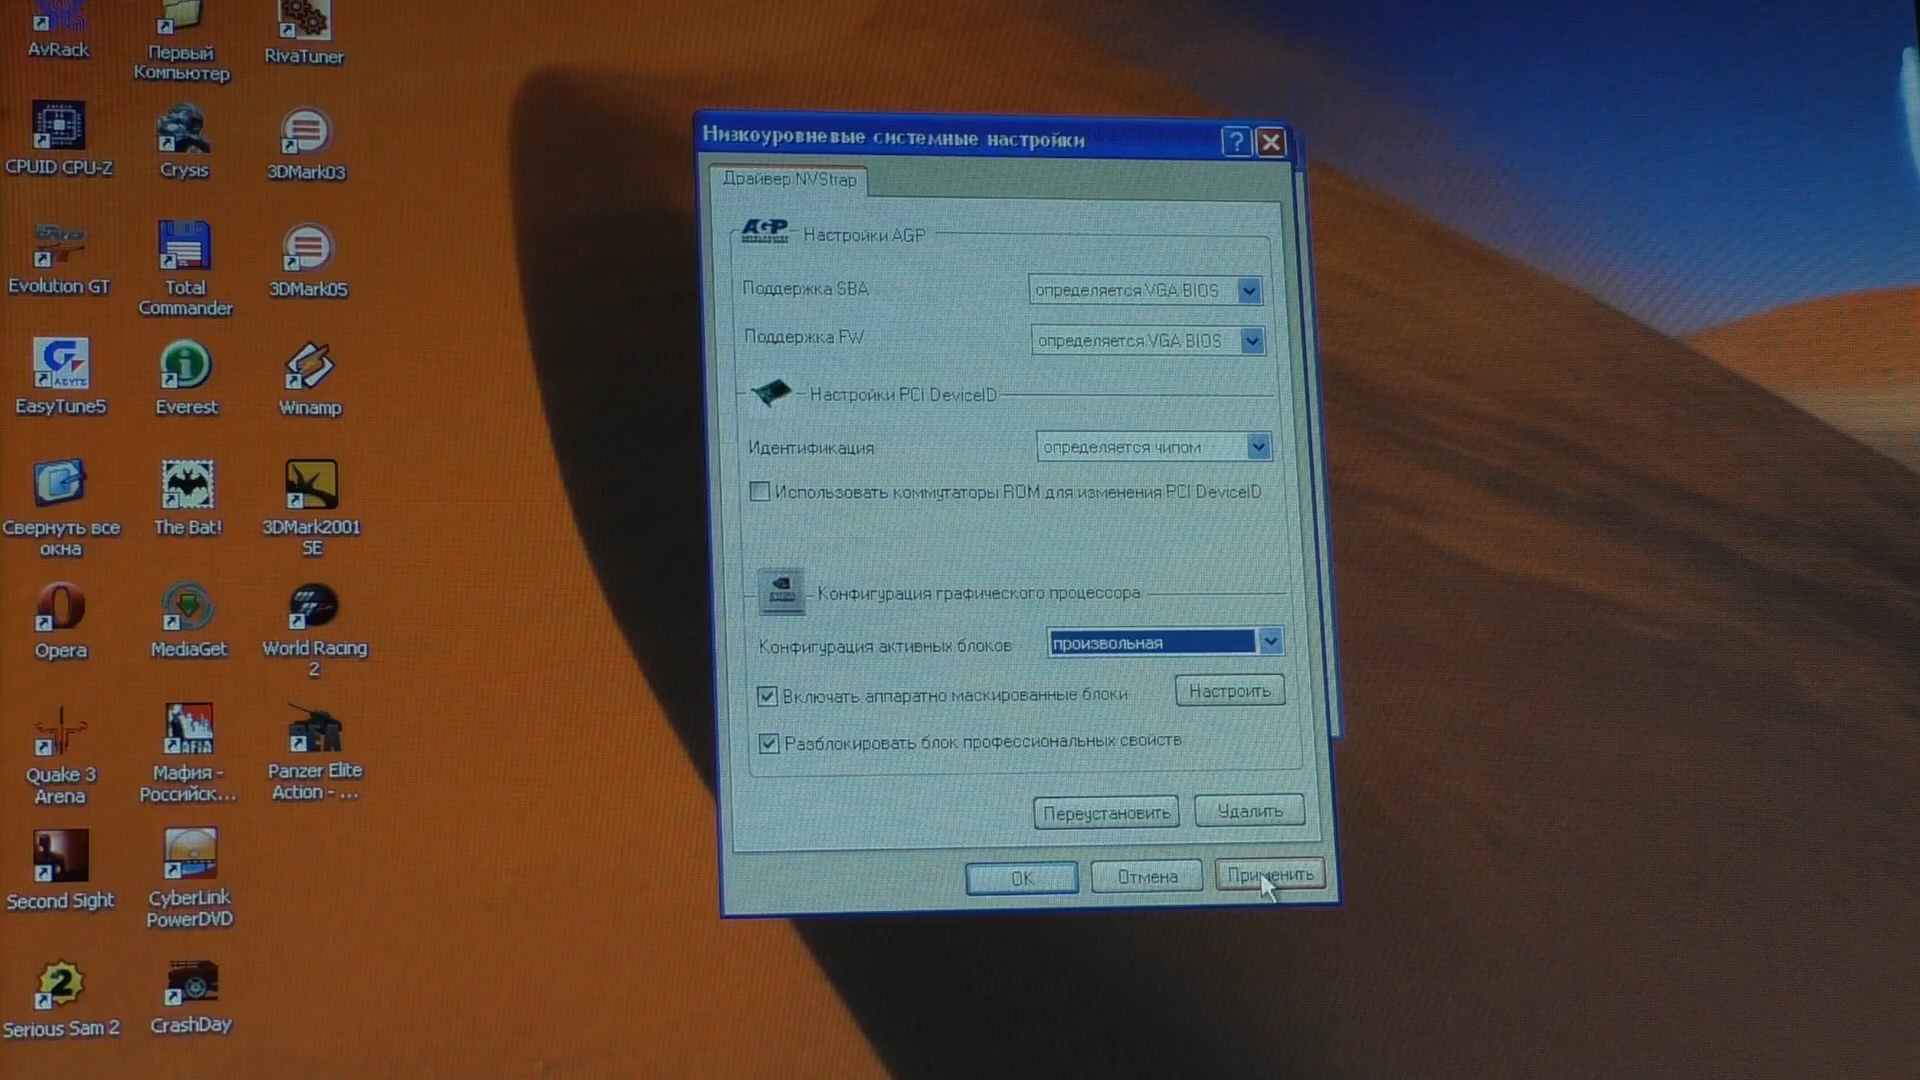 AvRack
Первый
Компьютер
RivaTuner
CPUID CPU-Z
Crysis
3DMark03
Evolution GT
Total
Commander
3DMark05
EasyTune5
Everest
Winamp
Свернуть все
окна
The Bat!
3DMark2001
SE
Opera
MediaGet
World Racing
2
Quake 3
Arena
Мафия -
Российск...
Panzer Elite
Action - ...
Second Sight
CyberLink
PowerDVD
Serious Sam 2
CrashDay
Низкоуровневые системные настройки
Драйвер NVStrap
AGP
Настройки AGP
Поддержка SBA
определяется VGA BIOS
Поддержка FW
определяется VGA BIOS
Настройки PCI DeviceID
Идентификация
определяется чипом
Использовать коммутаторы ROM для изменения PCI DeviceID
Конфигурация графического процессора
Конфигурация активных блоков
произвольная
Включать аппаратно маскированные блоки
Настроить
Разблокировать блок профессиональных свойств
Переустановить
Удалить
OK
Отмена
Применить